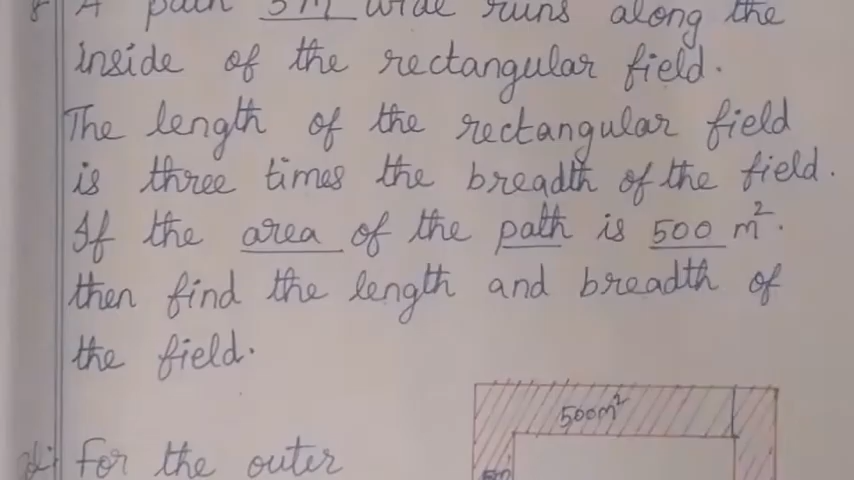 8 A path 5 m wide runs along the
inside of the rectangular field.
The length of the rectangular field
is three times the breadth of the field.
If the area of the path is 500 m².
then find the length and breadth of
the field.
500m²
for the outer
5m